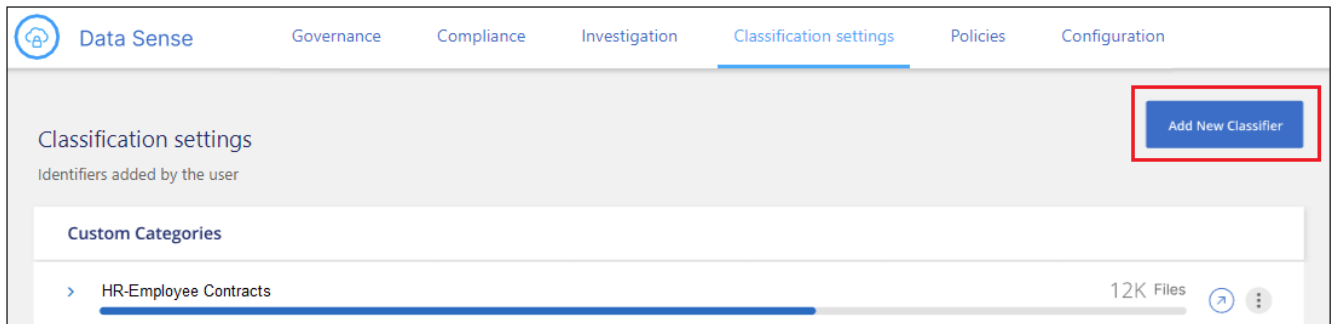 Data Sense Governance Compliance Investigation Classification settings Policies Configuration
Add New Classifier
Classification settings
Identifiers added by the user
Custom Categories
HR-Employee Contracts 12K Files